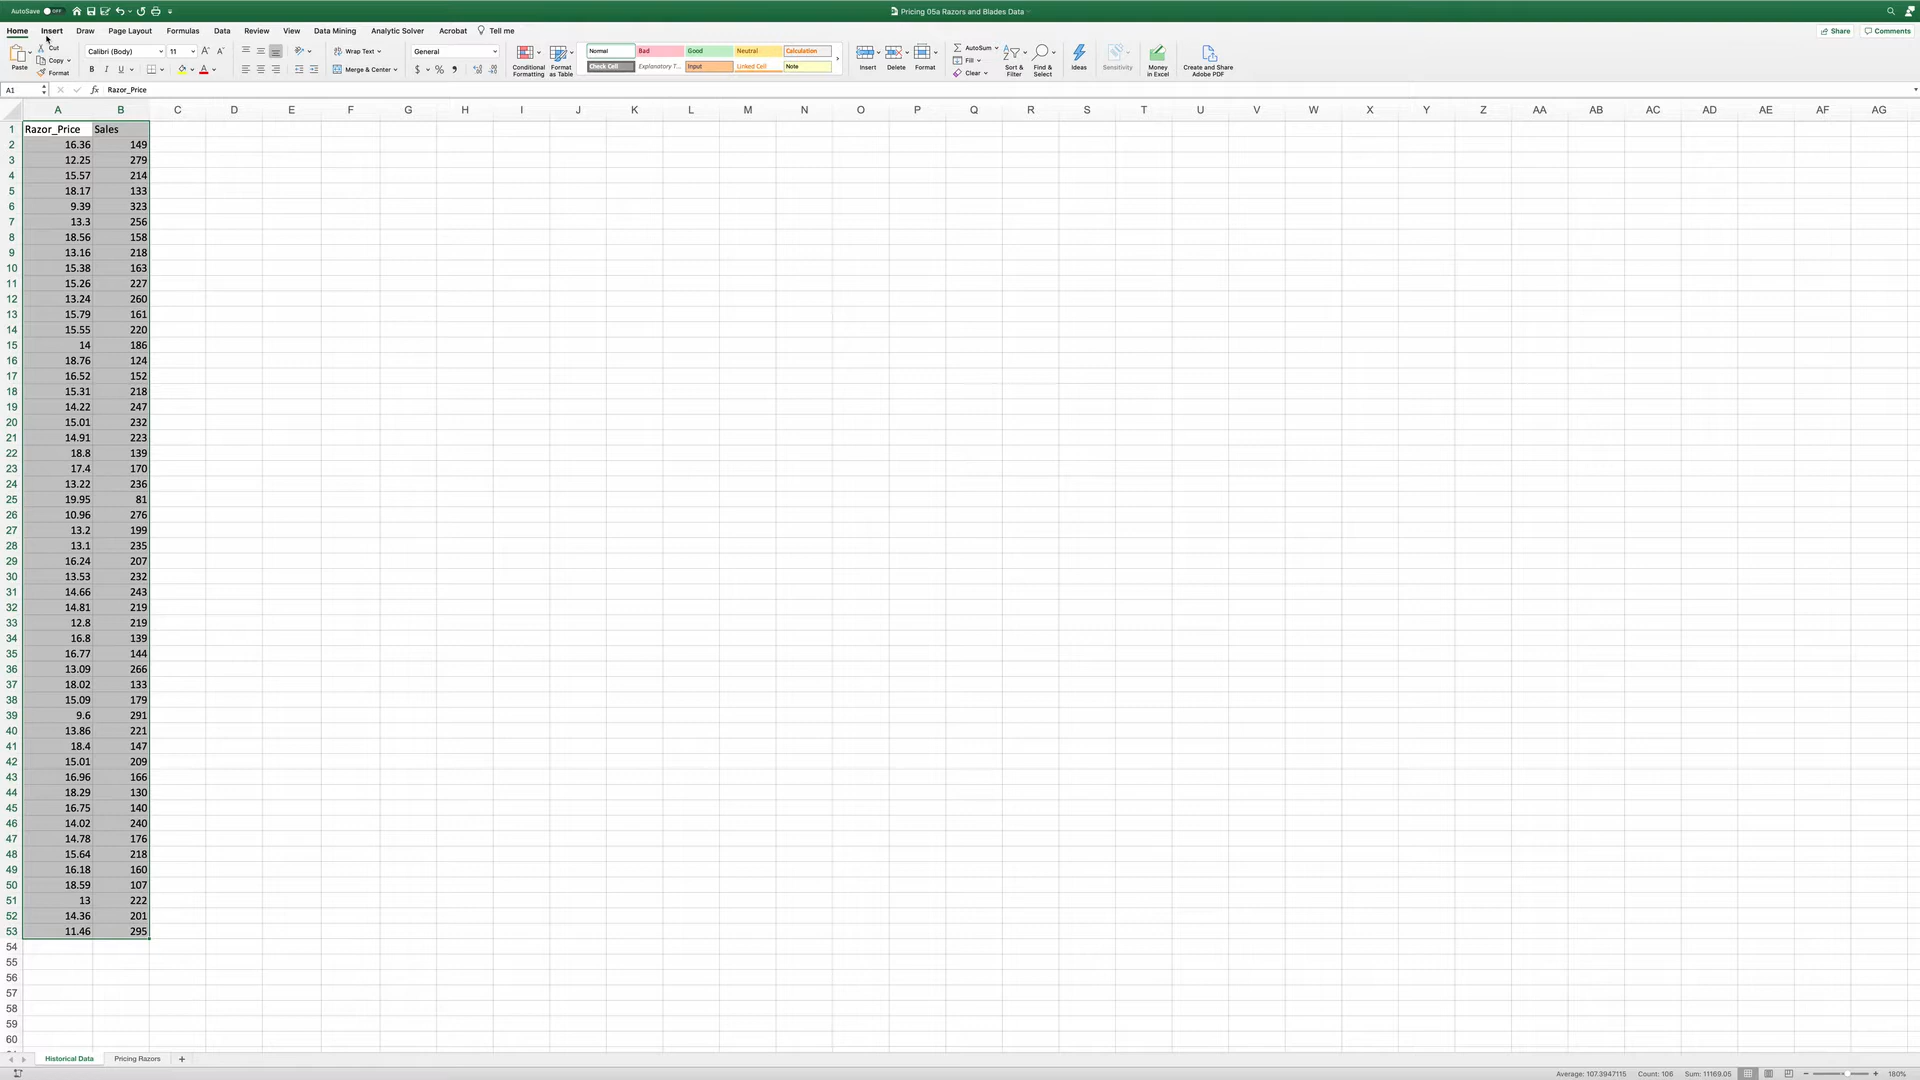 AutoSave OFF Pricing 05a Razors and Blades Data
Home Insert Draw Page Layout Formulas Data Review View Data Mining Analytic Solver Acrobat Tell me Share Comments
Paste Cut Copy Format Calibri (Body) 11 Wrap Text Merge & Center General Conditional Formatting Format as Table Normal Bad Good Neutral Calculation Check Cell Explanatory T... Input Linked Cell Note Insert Delete Format AutoSum Fill Clear Sort & Filter Find & Select Ideas Sensitivity Money in Excel Create and Share Adobe PDF
A1 fx Razor_Price
A B C D E F G H I J K L M N O P Q R S T U V W X Y Z AA AB AC AD AE AF AG
1 Razor_Price Sales
2 16.36 149
3 12.25 279
4 15.57 214
5 18.17 133
6 9.39 323
7 13.3 256
8 18.56 158
9 13.16 218
10 15.38 163
11 15.26 227
12 13.24 260
13 15.79 161
14 15.55 220
15 14 186
16 18.76 124
17 16.52 152
18 15.31 218
19 14.22 247
20 15.01 232
21 14.91 223
22 18.8 139
23 17.4 170
24 13.22 236
25 19.95 81
26 10.96 276
27 13.2 199
28 13.1 235
29 16.24 207
30 13.53 232
31 14.66 243
32 14.81 219
33 12.8 219
34 16.8 139
35 16.77 144
36 13.09 266
37 18.02 133
38 15.09 179
39 9.6 291
40 13.86 221
41 18.4 147
42 15.01 209
43 16.96 166
44 18.29 130
45 16.75 140
46 14.02 240
47 14.78 176
48 15.64 218
49 16.18 160
50 18.59 107
51 13 222
52 14.36 201
53 11.46 295
54
55
56
57
58
59
60
Historical Data Pricing Razors +
Average: 107.3947115 Count: 106 Sum: 11169.05 180%